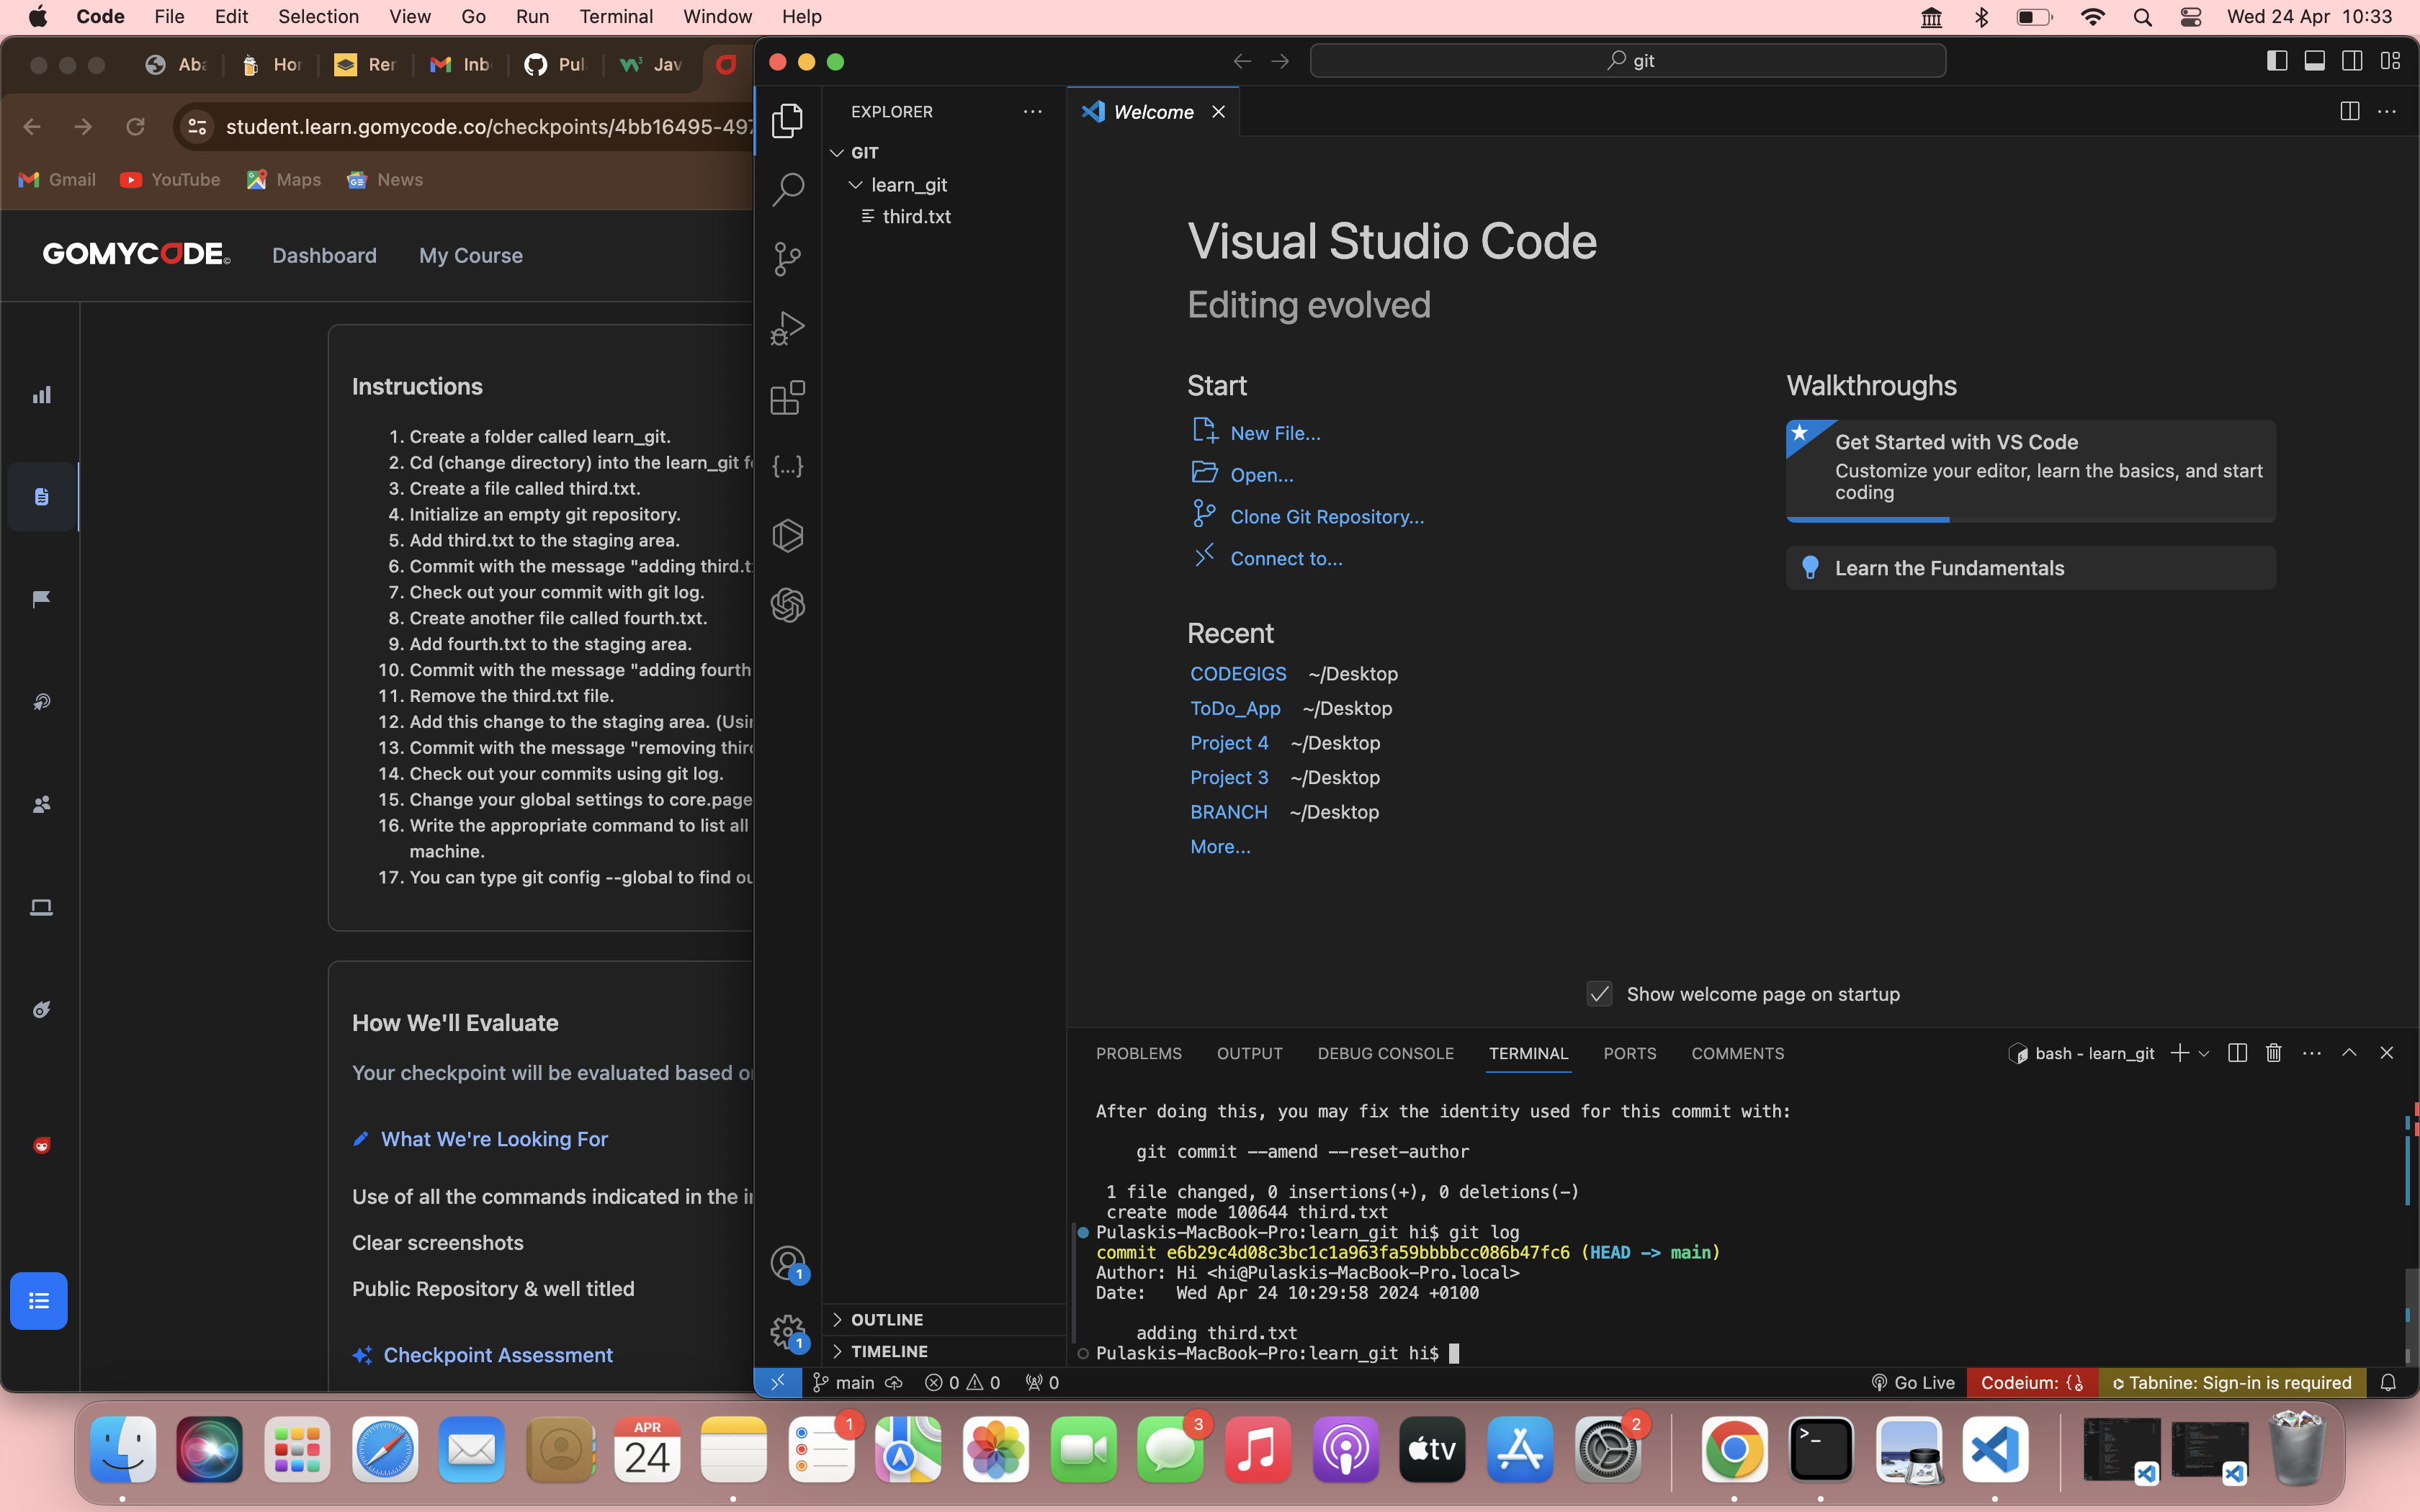 Code File Edit Selection View Go Run Terminal Window Help
Wed 24 Apr 10:33
Aba Hor Rer Inb Pul Jav
student.learn.gomycode.co/checkpoints/4bb16495-497
Gmail YouTube Maps News
GOMYCODE Dashboard My Course
Instructions
1. Create a folder called learn_git.
2. Cd (change directory) into the learn_git f
3. Create a file called third.txt.
4. Initialize an empty git repository.
5. Add third.txt to the staging area.
6. Commit with the message "adding third.t
7. Check out your commit with git log.
8. Create another file called fourth.txt.
9. Add fourth.txt to the staging area.
10. Commit with the message "adding fourth
11. Remove the third.txt file.
12. Add this change to the staging area. (Usin
13. Commit with the message "removing third
14. Check out your commits using git log.
15. Change your global settings to core.page
16. Write the appropriate command to list all
machine.
17. You can type git config --global to find ou
How We'll Evaluate
Your checkpoint will be evaluated based o
What We're Looking For
Use of all the commands indicated in the i
Clear screenshots
Public Repository & well titled
Checkpoint Assessment
git
EXPLORER
GIT
learn_git
third.txt
OUTLINE
TIMELINE
Welcome
Visual Studio Code
Editing evolved
Start
New File...
Open...
Clone Git Repository...
Connect to...
Recent
CODEGIGS ~/Desktop
ToDo_App ~/Desktop
Project 4 ~/Desktop
Project 3 ~/Desktop
BRANCH ~/Desktop
More...
Walkthroughs
Get Started with VS Code
Customize your editor, learn the basics, and start
coding
Learn the Fundamentals
Show welcome page on startup
PROBLEMS OUTPUT DEBUG CONSOLE TERMINAL PORTS COMMENTS
bash - learn_git
After doing this, you may fix the identity used for this commit with:
git commit --amend --reset-author
1 file changed, 0 insertions(+), 0 deletions(-)
create mode 100644 third.txt
Pulaskis-MacBook-Pro:learn_git hi$ git log
commit e6b29c4d08c3bc1c1a963fa59bbbbcc086b47fc6 (HEAD -> main)
Author: Hi <hi@Pulaskis-MacBook-Pro.local>
Date:   Wed Apr 24 10:29:58 2024 +0100
adding third.txt
Pulaskis-MacBook-Pro:learn_git hi$
1
1
main 0 0 0
Go Live Codeium: {} Tabnine: Sign-in is required
APR
24
1
3
tv
2